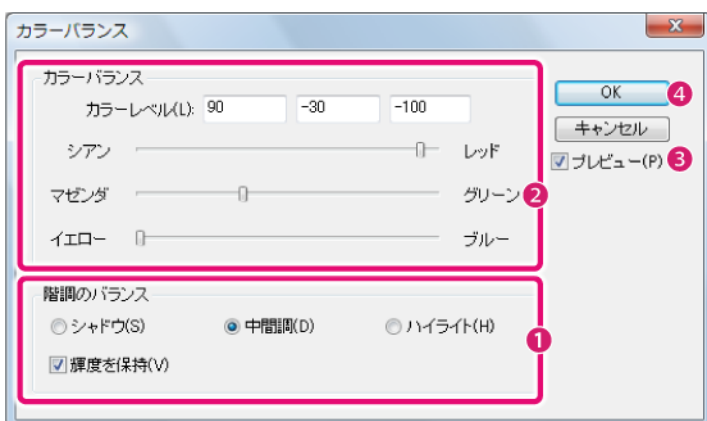 カラーバランス
カラーバランス
カラーレベル(L): 90 -30 -100
シアン レッド
マゼンダ グリーン 2
イエロー ブルー
OK 4
キャンセル
プレビュー(P) 3
階調のバランス
シャドウ(S) 中間調(D) ハイライト(H)
1
輝度を保持(V)